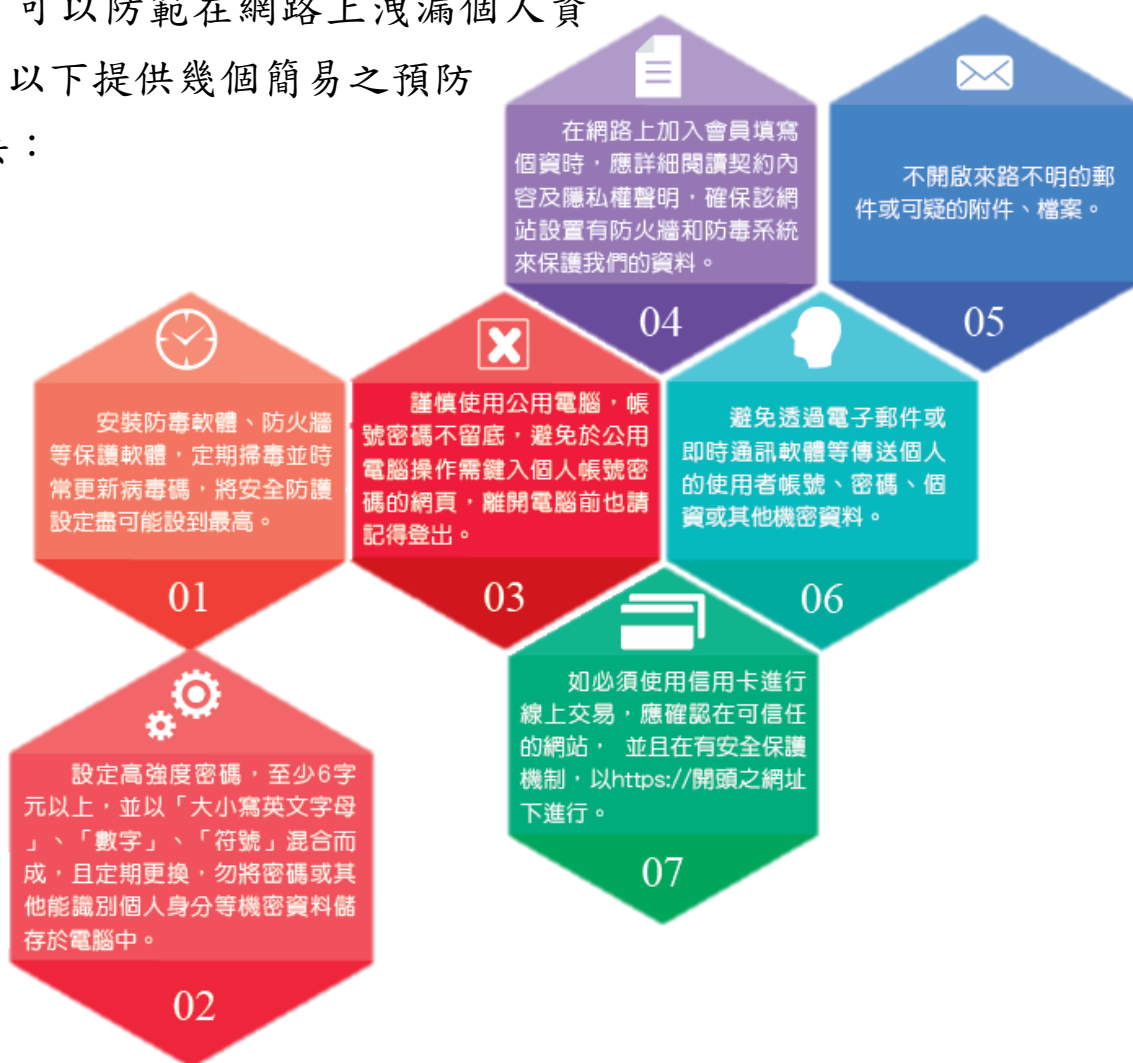 可以防範在網路上洩漏個人資
以下提供幾個簡易之預防
：
安裝防毒軟體、防火牆
等保護軟體，定期掃毒並時
常更新病毒碼，將安全防護
設定盡可能設到最高。
01
設定高強度密碼，至少6字
元以上，並以「大小寫英文字母
」、「數字」、「符號」混合而
成，且定期更換，勿將密碼或其
他能識別個人身分等機密資料儲
存於電腦中。
02
謹慎使用公用電腦，帳
號密碼不留底，避免於公用
電腦操作需鍵入個人帳號密
碼的網頁，離開電腦前也請
記得登出。
03
在網路上加入會員填寫
個資時，應詳細閱讀契約內
容及隱私權聲明，確保該網
站設置有防火牆和防毒系統
來保護我們的資料。
04
不開啟來路不明的郵
件或可疑的附件、檔案。
05
避免透過電子郵件或
即時通訊軟體等傳送個人
的使用者帳號、密碼、個
資或其他機密資料。
06
如必須使用信用卡進行
線上交易，應確認在可信任
的網站， 並且在有安全保護
機制，以https://開頭之網址
下進行。
07